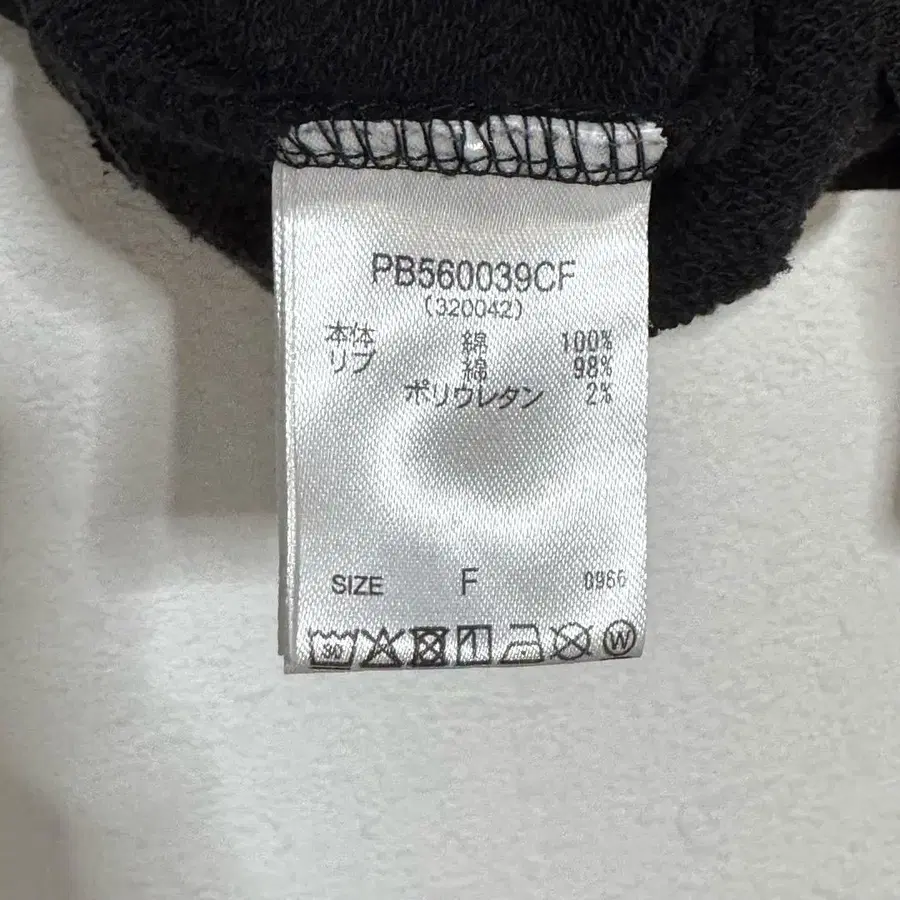 PB560039CF
(320042)
本体 綿 100%
リブ 綿 98%
ポリウレタン 2%
SIZE F 0966
30 W